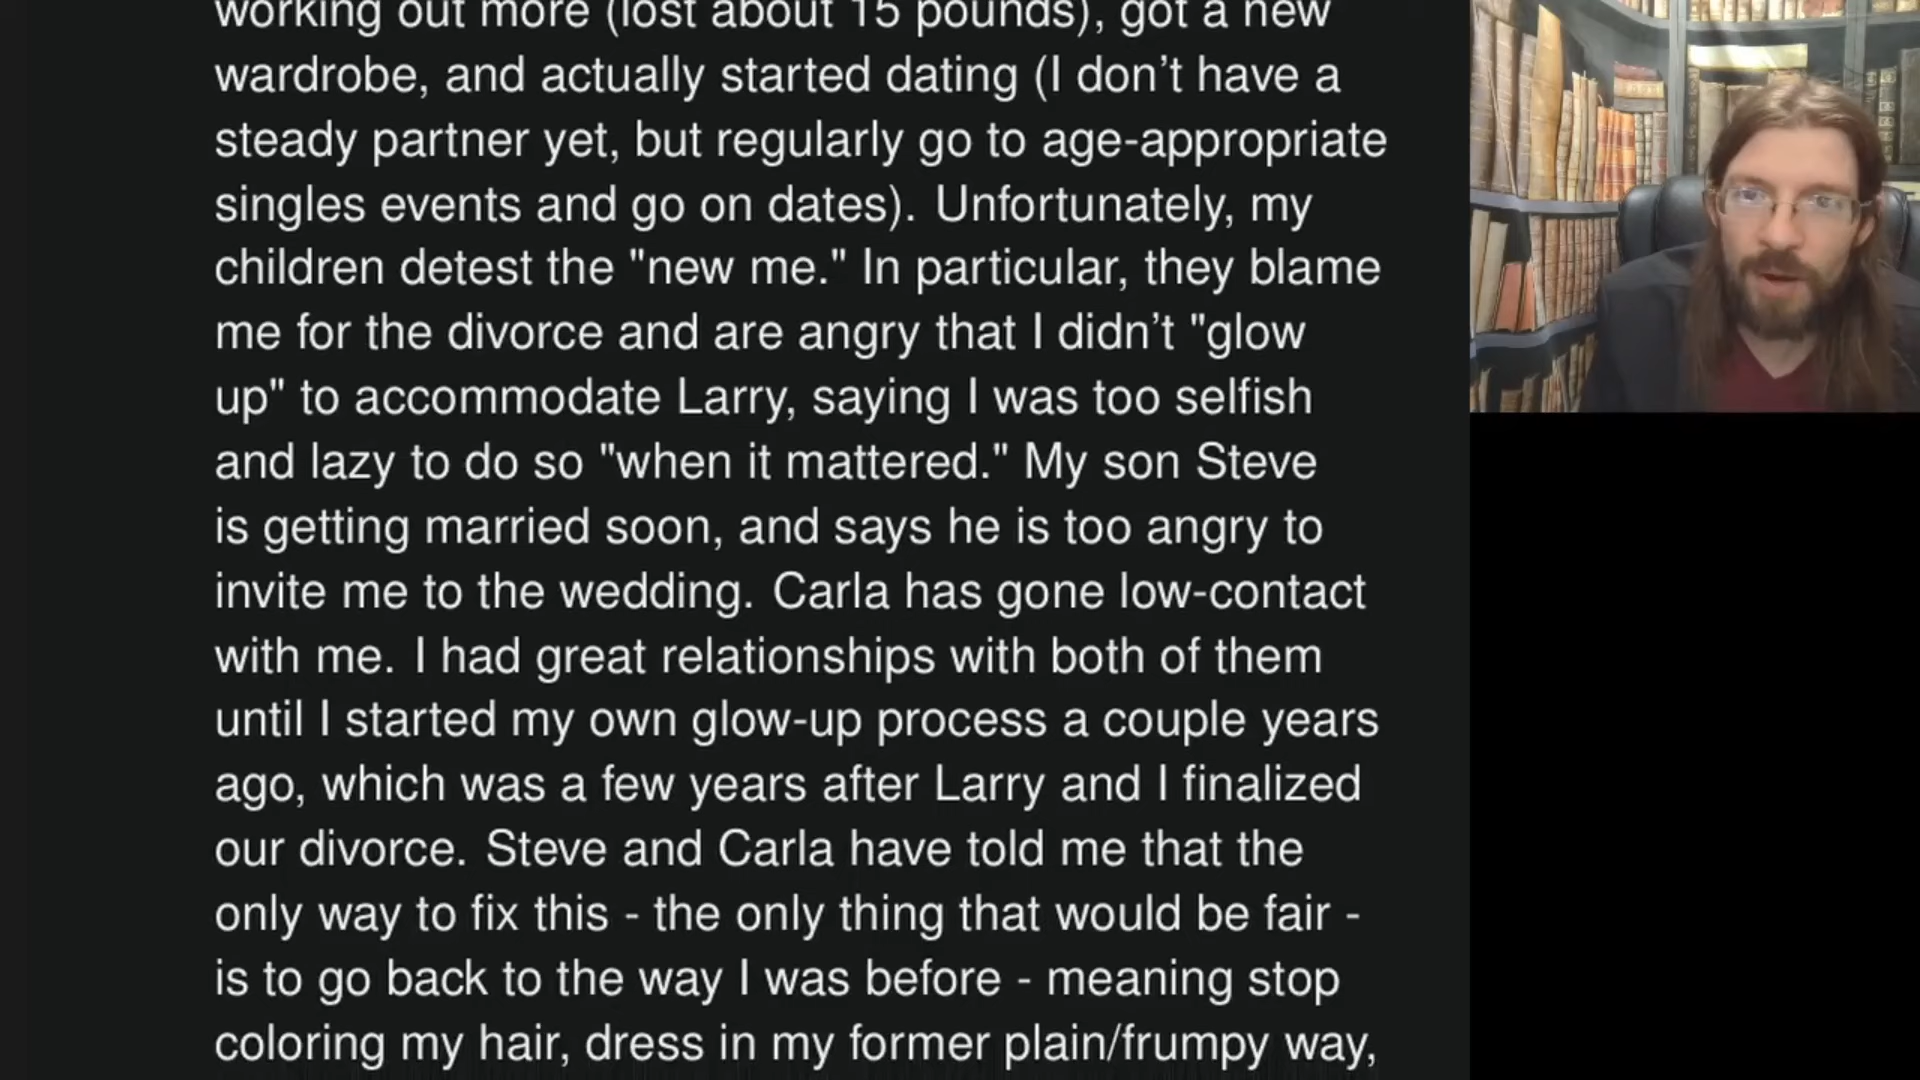 working out more (lost about 15 pounds), got a new
wardrobe, and actually started dating (I don’t have a
steady partner yet, but regularly go to age-appropriate
singles events and go on dates). Unfortunately, my
children detest the "new me." In particular, they blame
me for the divorce and are angry that I didn’t "glow
up" to accommodate Larry, saying I was too selfish
and lazy to do so "when it mattered." My son Steve
is getting married soon, and says he is too angry to
invite me to the wedding. Carla has gone low-contact
with me. I had great relationships with both of them
until I started my own glow-up process a couple years
ago, which was a few years after Larry and I finalized
our divorce. Steve and Carla have told me that the
only way to fix this - the only thing that would be fair -
is to go back to the way I was before - meaning stop
coloring my hair, dress in my former plain/frumpy way,